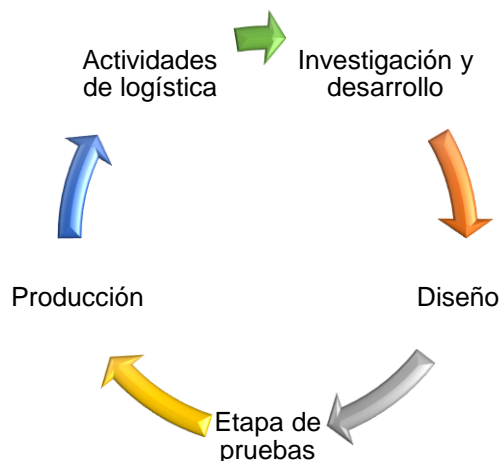 Actividades
de logística
Investigación y
desarrollo
Diseño
Etapa de
pruebas
Producción